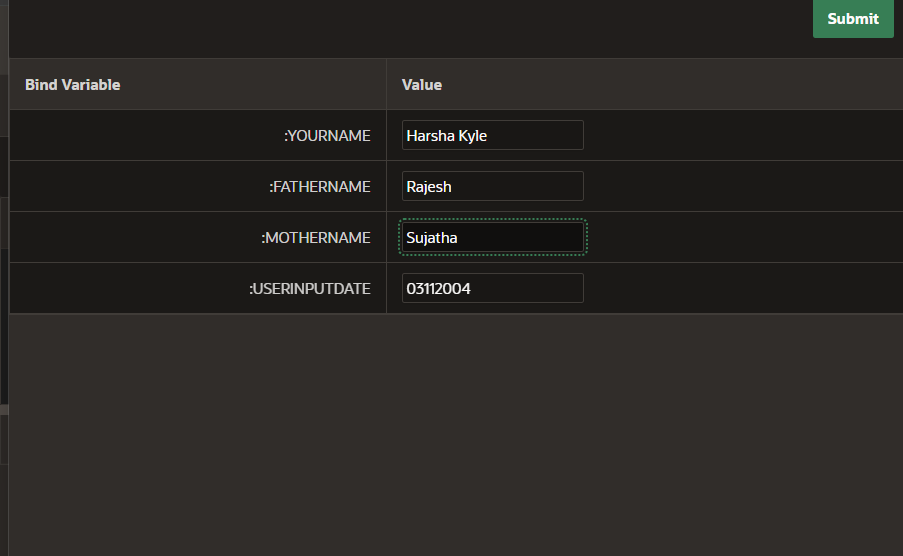 Submit
Bind Variable Value
:YOURNAME Harsha Kyle
:FATHERNAME Rajesh
:MOTHERNAME Sujatha
:USERINPUTDATE 03112004